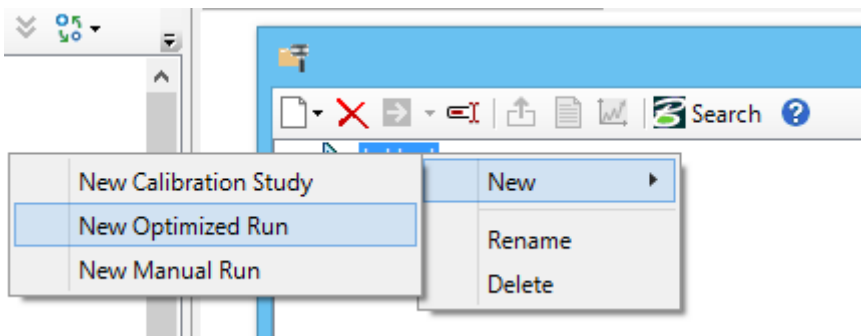 Search
New Calibration Study
New Optimized Run
New Manual Run
New
Rename
Delete